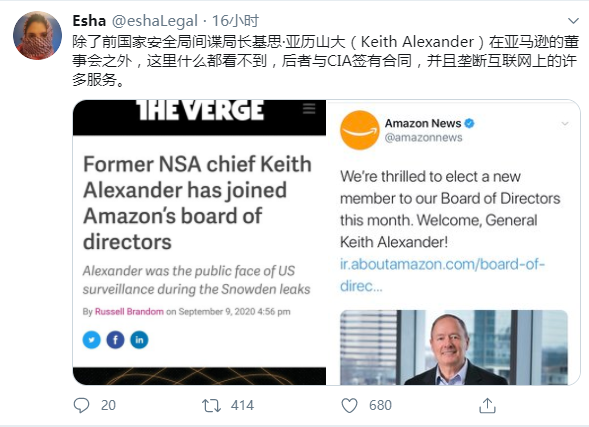 Esha @eshaLegal · 16小时
除了前国家安全局间谍局长基思·亚历山大（Keith Alexander）在亚马逊的董
事会之外，这里什么都看不到，后者与CIA签有合同，并且垄断互联网上的许
多服务。
THE VERGE
Former NSA chief Keith
Alexander has joined
Amazon's board of
directors
Alexander was the public face of US
surveillance during the Snowden leaks
By Russell Brandom on September 9, 2020 4:56 pm
Amazon News
@amazonnews
We're thrilled to elect a new
member to our Board of Directors
this month. Welcome, General
Keith Alexander!
ir.aboutamazon.com/board-of-
direc...
20 414 680